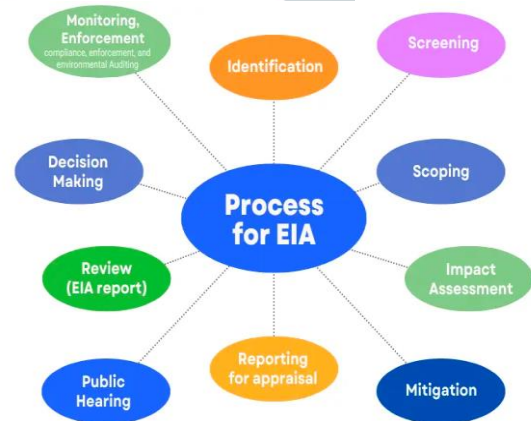 Monitoring,
Enforcement
compliance, enforcement, and
environmental Auditing
Identification
Screening
Decision
Making
Process
for EIA
Scoping
Review
(EIA report)
Impact
Assessment
Public
Hearing
Reporting
for appraisal
Mitigation